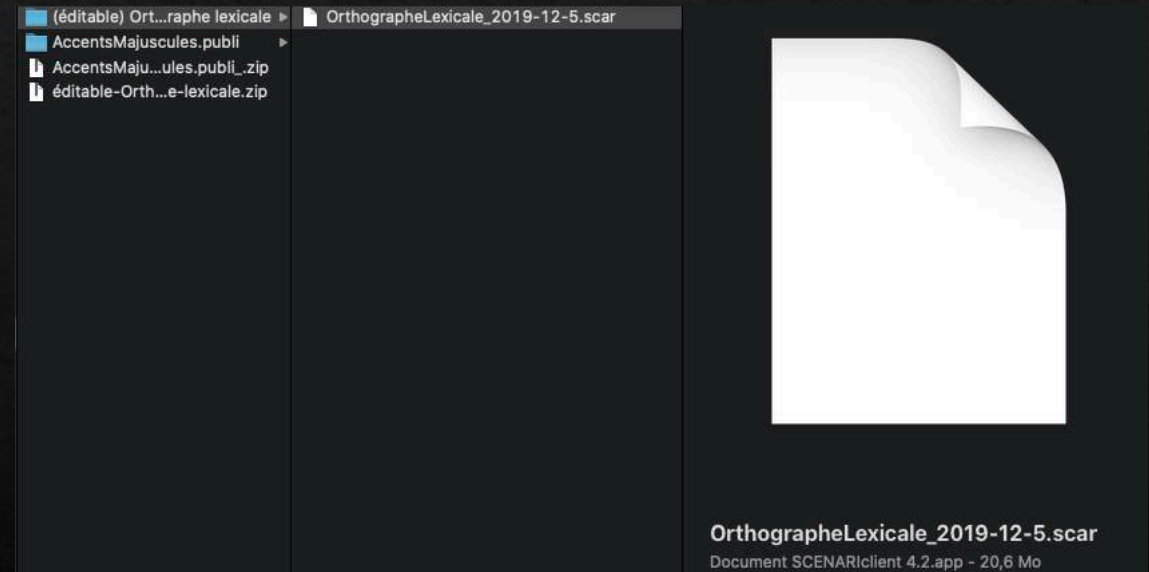 (éditable) Ort...raphe lexicale
AccentsMajuscules.publi
AccentsMaju...ules.publi_.zip
éditable-Orth...e-lexicale.zip
OrthographeLexicale_2019-12-5.scar
OrthographeLexicale_2019-12-5.scar
Document SCENARIclient 4.2.app - 20,6 Mo